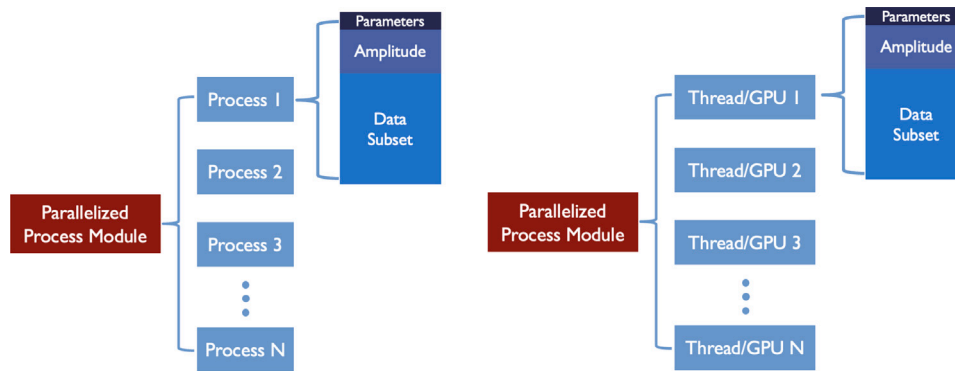 Parameters
Amplitude
Data
Subset
Process 1
Process 2
Parallelized
Process Module
Process 3
Process N
Parameters
Amplitude
Data
Subset
Thread/GPU 1
Thread/GPU 2
Parallelized
Process Module
Thread/GPU 3
Thread/GPU N